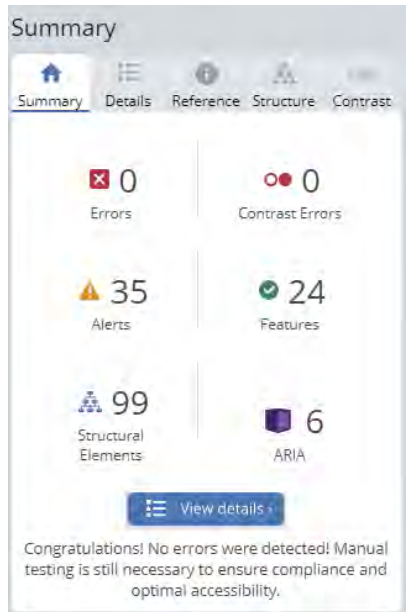 Summary
Summary Details Reference Structure Contrast
0 0
Errors Contrast Errors
35 24
Alerts Features
99 6
Structural
Elements ARIA
View details ›
Congratulations! No errors were detected! Manual
testing is still necessary to ensure compliance and
optimal accessibility.